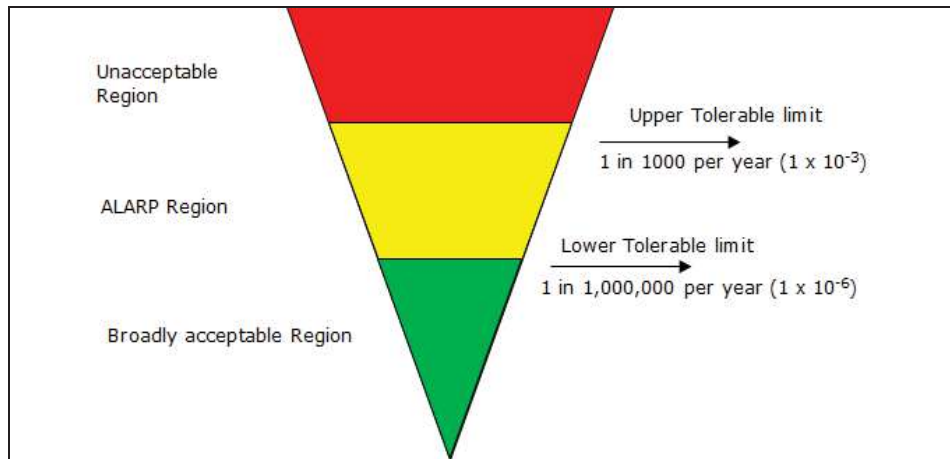 Unacceptable
Region
Upper Tolerable limit
1 in 1000 per year (1 x 10⁻³)
ALARP Region
Lower Tolerable limit
1 in 1,000,000 per year (1 x 10⁻⁶)
Broadly acceptable Region